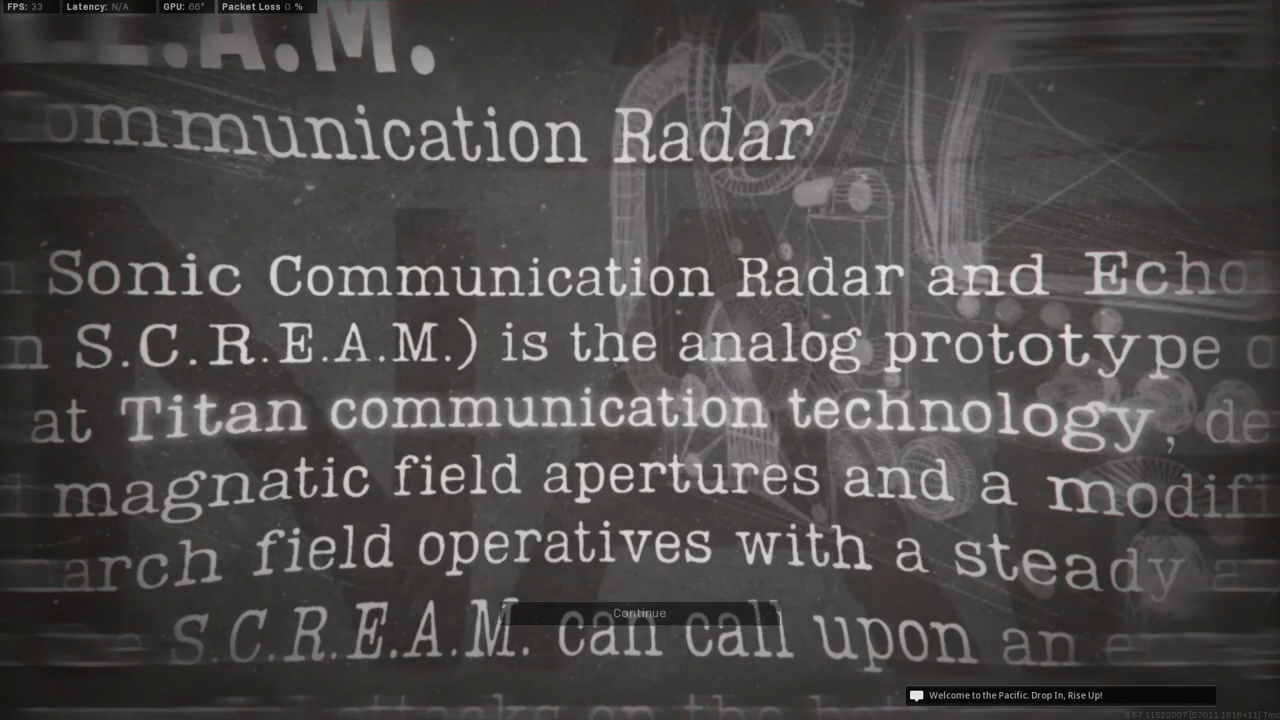 FPS: 33 Latency: N/A GPU: 66° Packet Loss 0 %
.A.M.
ommunication Radar
Sonic Communication Radar and Echo
n S.C.R.E.A.M.) is the analog prototype
at Titan communication technology, de
magnatic field apertures and a modifi
arch field operatives with a steady
S.C.R.E.A.M. can call upon an e
Continue
Welcome to the Pacific. Drop In, Rise Up!